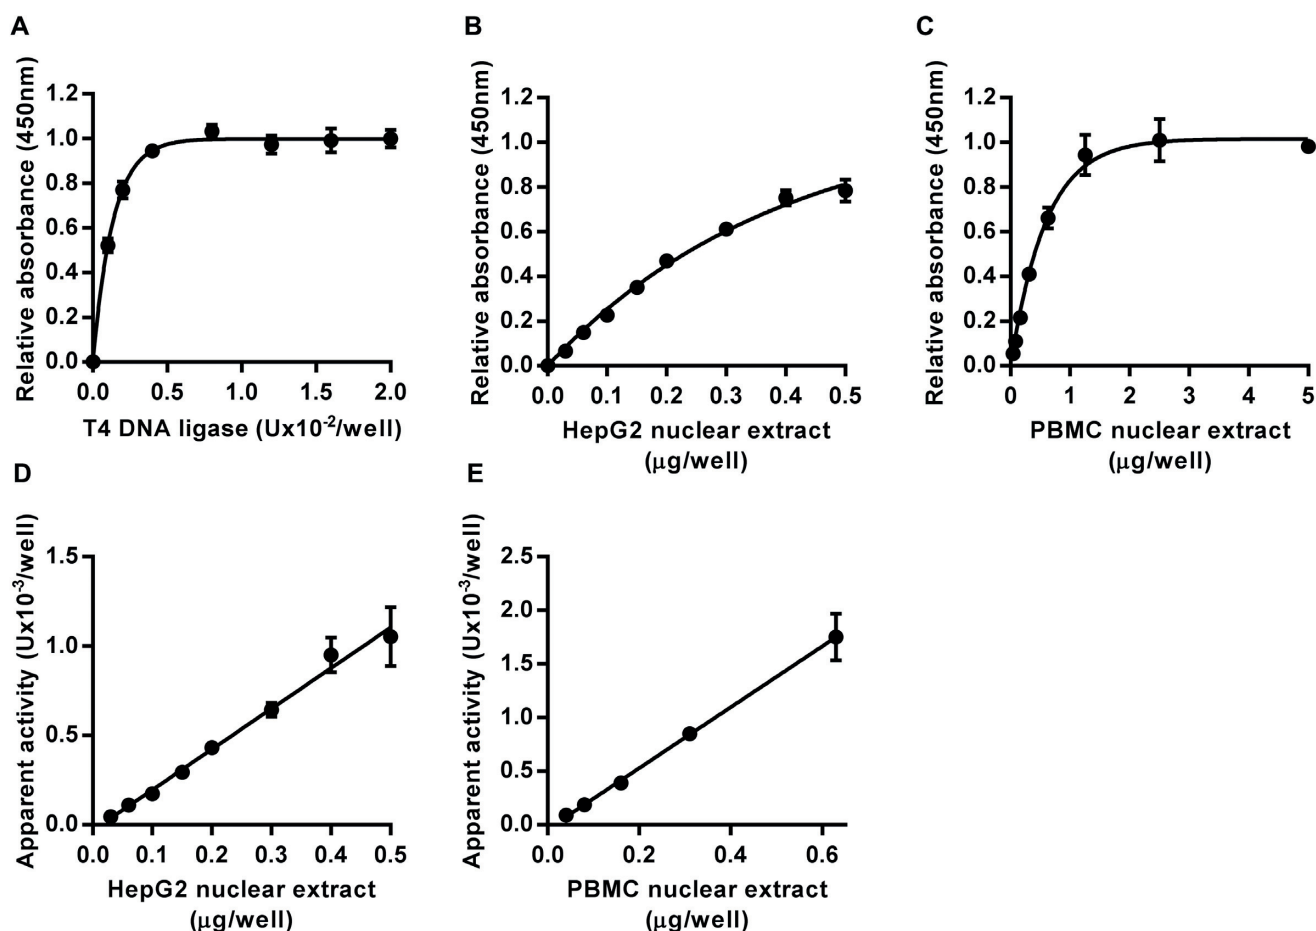 A
Relative absorbance (450nm)
1.2
1.0
0.8
0.6
0.4
0.2
0.0
0.0 0.5 1.0 1.5 2.0
T4 DNA ligase (Ux10⁻²/well)
B
Relative absorbance (450nm)
1.2
1.0
0.8
0.6
0.4
0.2
0.0
0.0 0.1 0.2 0.3 0.4 0.5
HepG2 nuclear extract
(μg/well)
C
Relative absorbance (450nm)
1.2
1.0
0.8
0.6
0.4
0.2
0.0
0 1 2 3 4 5
PBMC nuclear extract
(μg/well)
D
Apparent activity (Ux10⁻³/well)
1.5
1.0
0.5
0.0
0.0 0.1 0.2 0.3 0.4 0.5
HepG2 nuclear extract
(μg/well)
E
Apparent activity (Ux10⁻³/well)
2.5
2.0
1.5
1.0
0.5
0.0
0.0 0.2 0.4 0.6
PBMC nuclear extract
(μg/well)